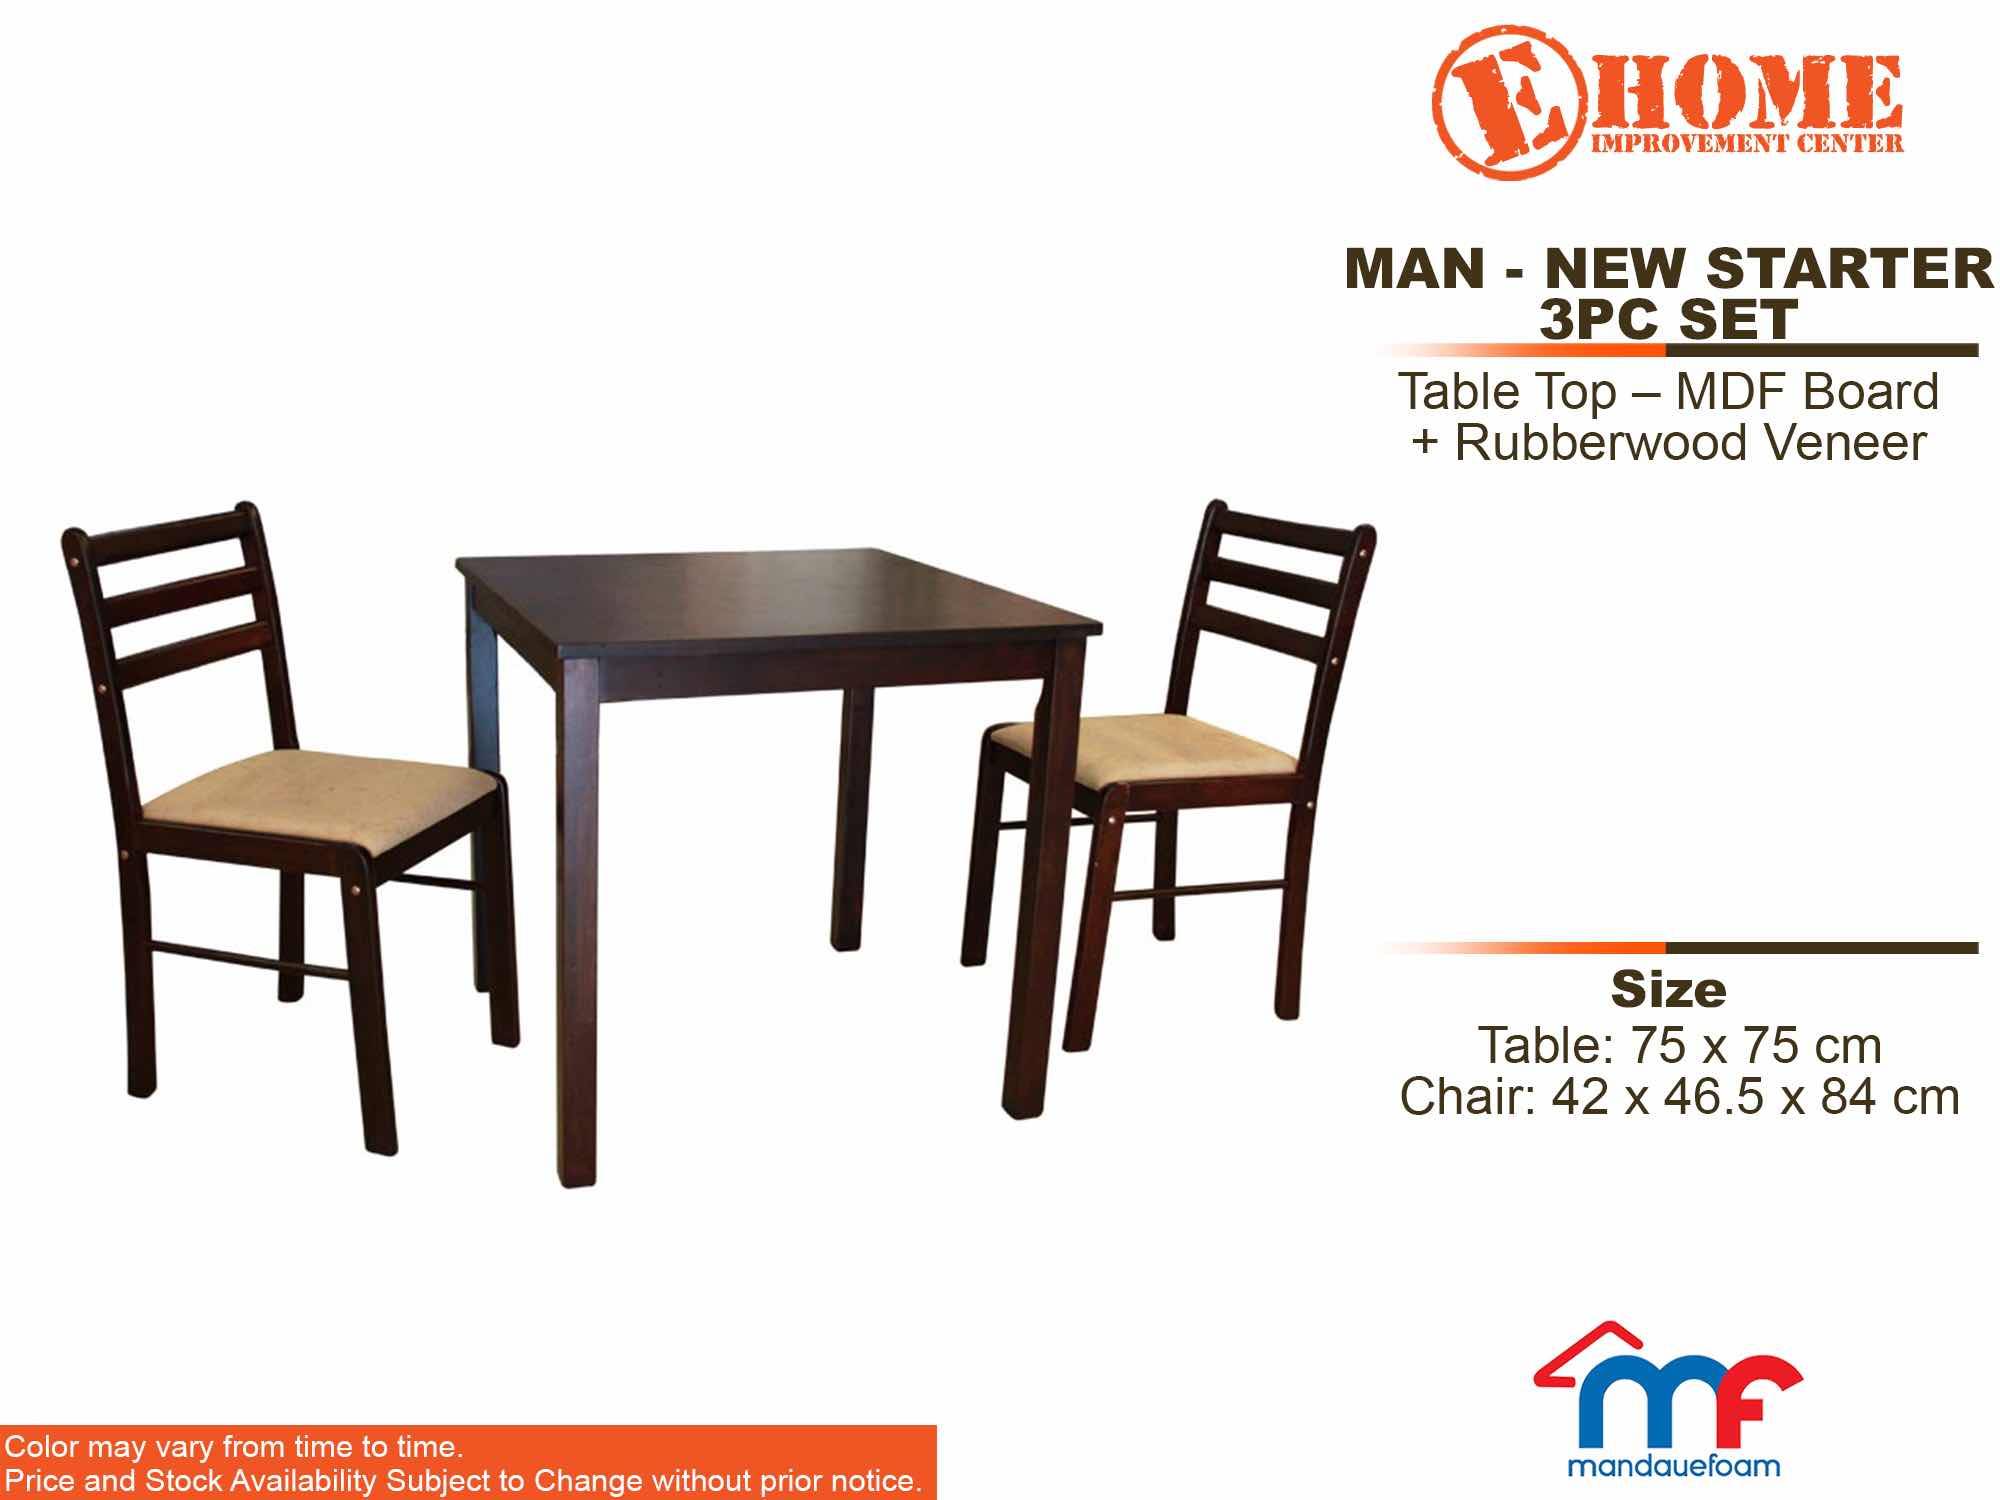 E HOME
IMPROVEMENT CENTER
MAN - NEW STARTER
3PC SET
Table Top – MDF Board
+ Rubberwood Veneer
Size
Table: 75 x 75 cm
Chair: 42 x 46.5 x 84 cm
mf
mandauefoam
Color may vary from time to time.
Price and Stock Availability Subject to Change without prior notice.